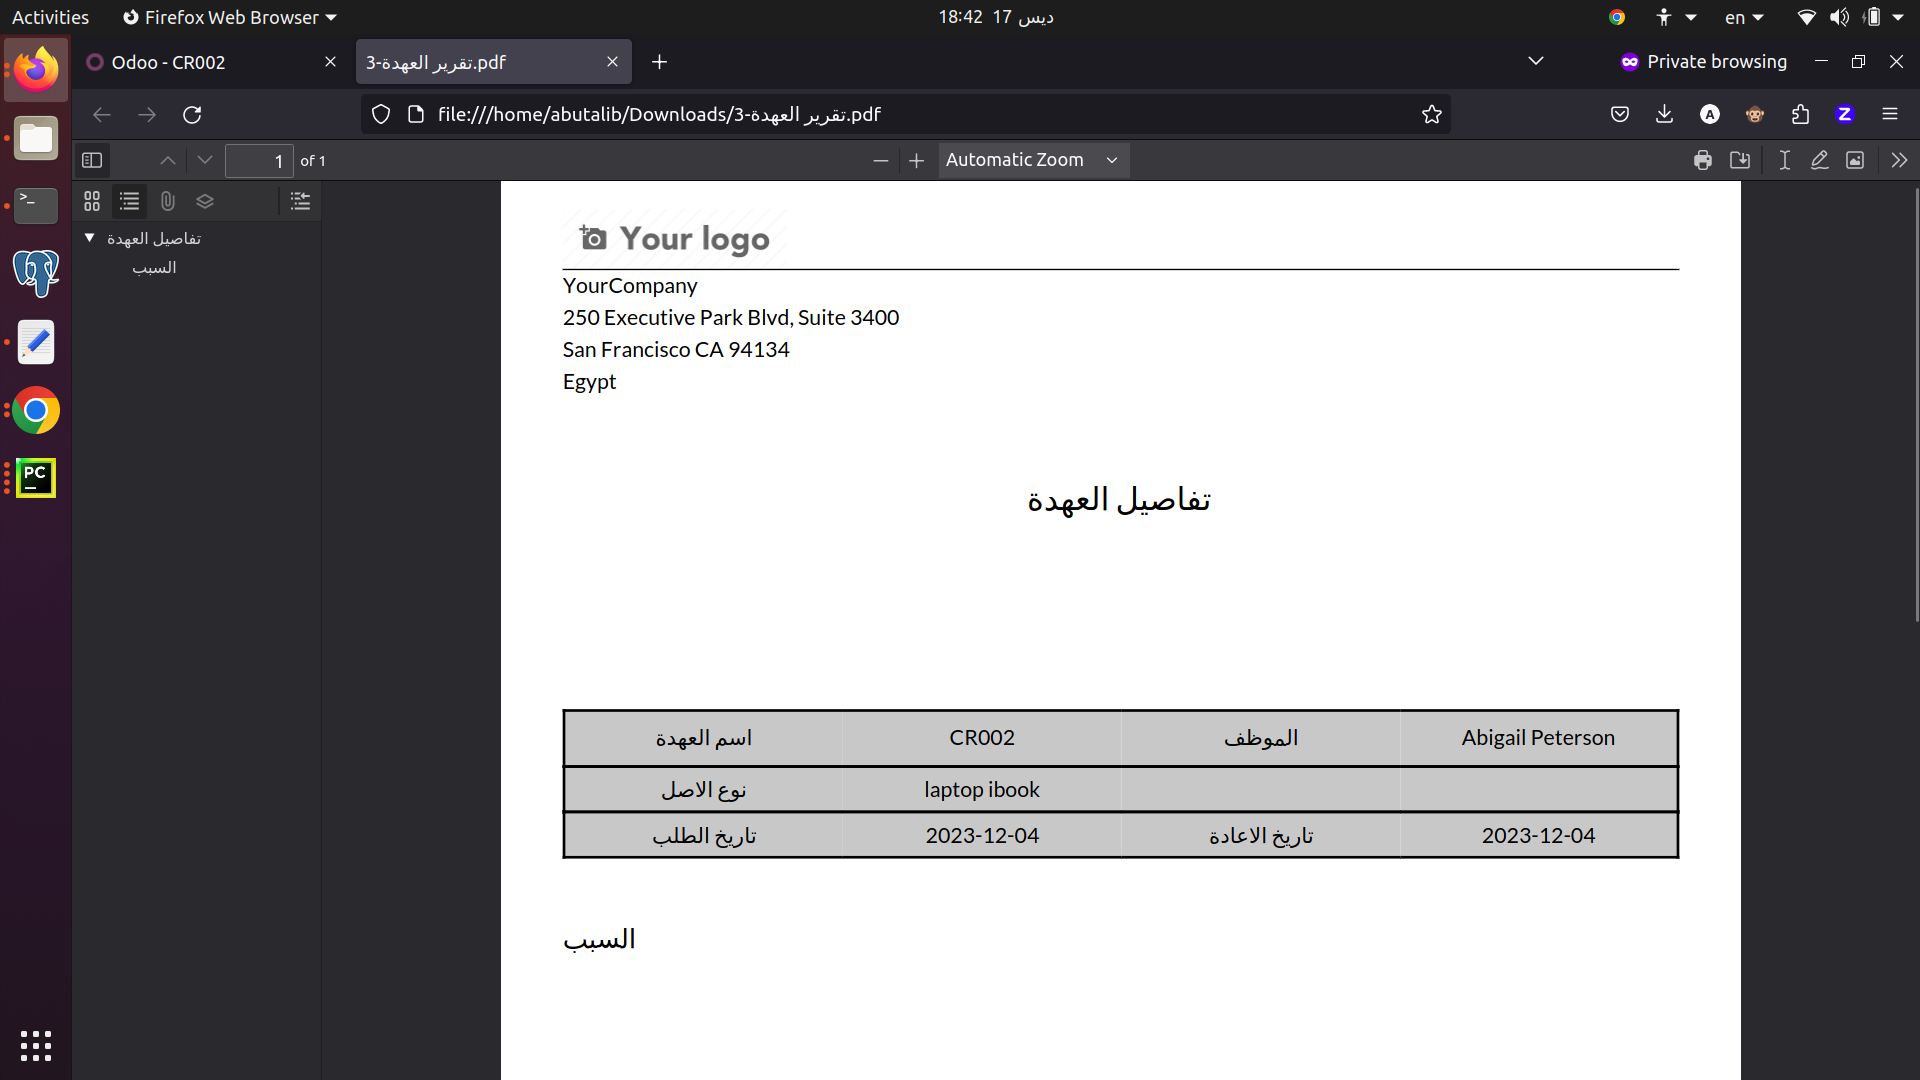 Activities
Firefox Web Browser
18:42 17 ديس
en
Odoo - CR002
3-تقرير العهدة.pdf
Private browsing
file:///home/abutalib/Downloads/3-تقرير العهدة.pdf
A
Z
1 of 1
Automatic Zoom
تفاصيل العهدة
السبب
PC
Your logo
YourCompany
250 Executive Park Blvd, Suite 3400
San Francisco CA 94134
Egypt
تفاصيل العهدة
اسم العهدة CR002 الموظف Abigail Peterson
نوع الاصل laptop ibook
تاريخ الطلب 2023-12-04 تاريخ الاعادة 2023-12-04
السبب